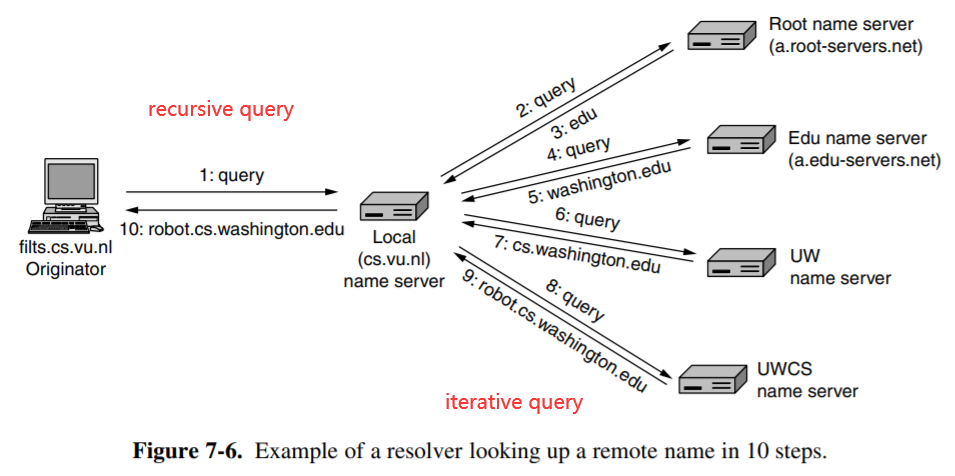 Root name server
(a.root-servers.net)
recursive query
2: query
3: edu
4: query
Edu name server
(a.edu-servers.net)
5: washington.edu
1: query
10: robot.cs.washington.edu
filts.cs.vu.nl
Originator
Local
(cs.vu.nl)
name server
6: query
7: cs.washington.edu
UW
name server
8: query
9: robot.cs.washington.edu
UWCS
name server
iterative query
Figure 7-6. Example of a resolver looking up a remote name in 10 steps.